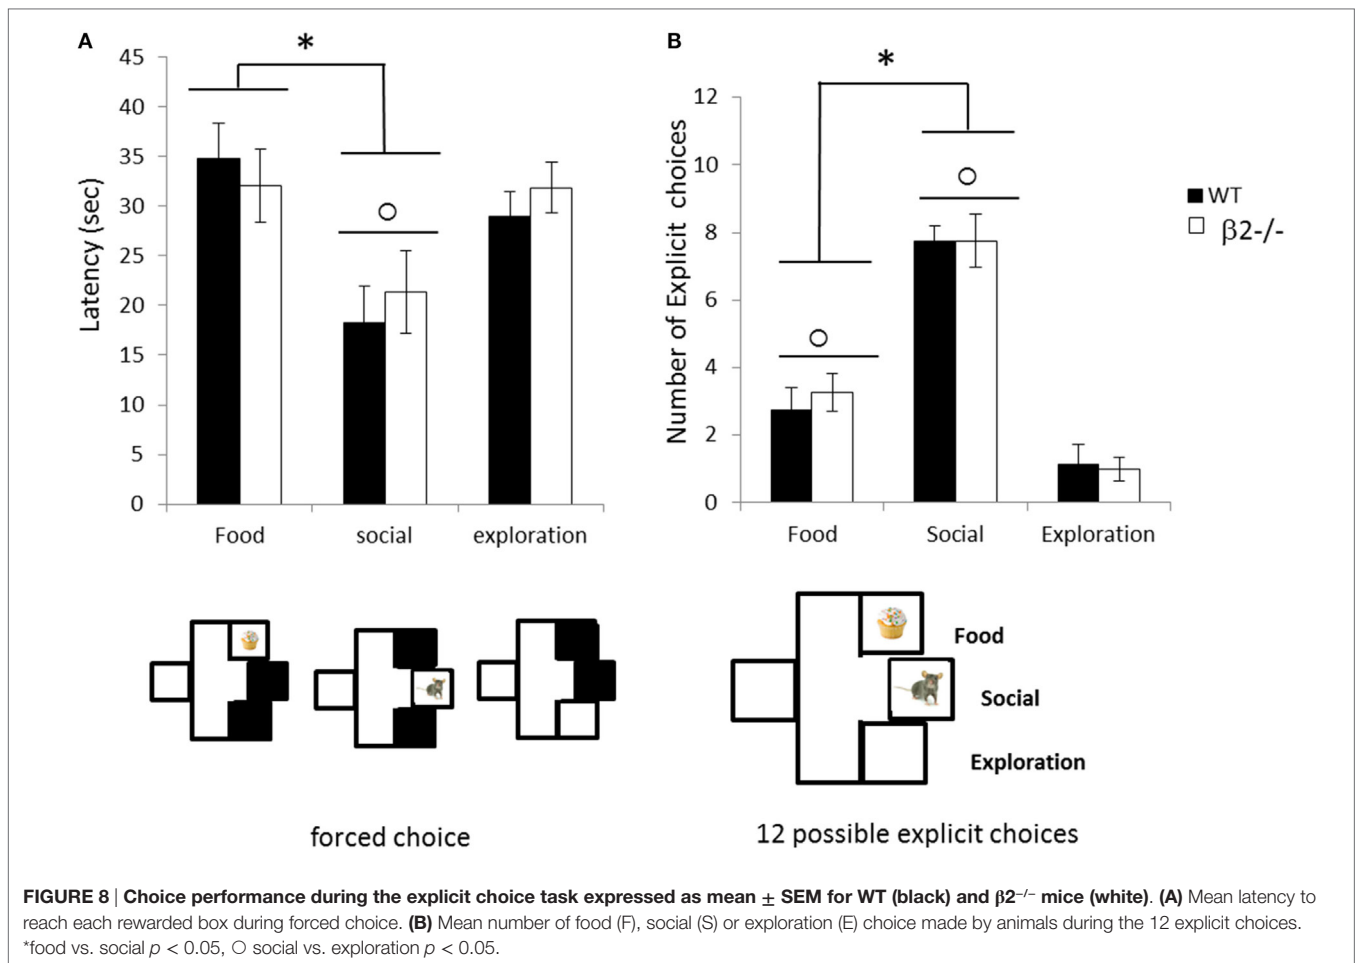 A
*
45
40
35
30
25
20
15
10
5
0
Latency (sec)
○
Food social exploration
B
*
12
10
8
6
4
2
0
Number of Explicit choices
○
○
Food Social Exploration
WT
β2-/-
forced choice
Food
Social
Exploration
12 possible explicit choices
FIGURE 8 | Choice performance during the explicit choice task expressed as mean ± SEM for WT (black) and β2−/− mice (white). (A) Mean latency to
reach each rewarded box during forced choice. (B) Mean number of food (F), social (S) or exploration (E) choice made by animals during the 12 explicit choices.
*food vs. social p < 0.05, ○ social vs. exploration p < 0.05.